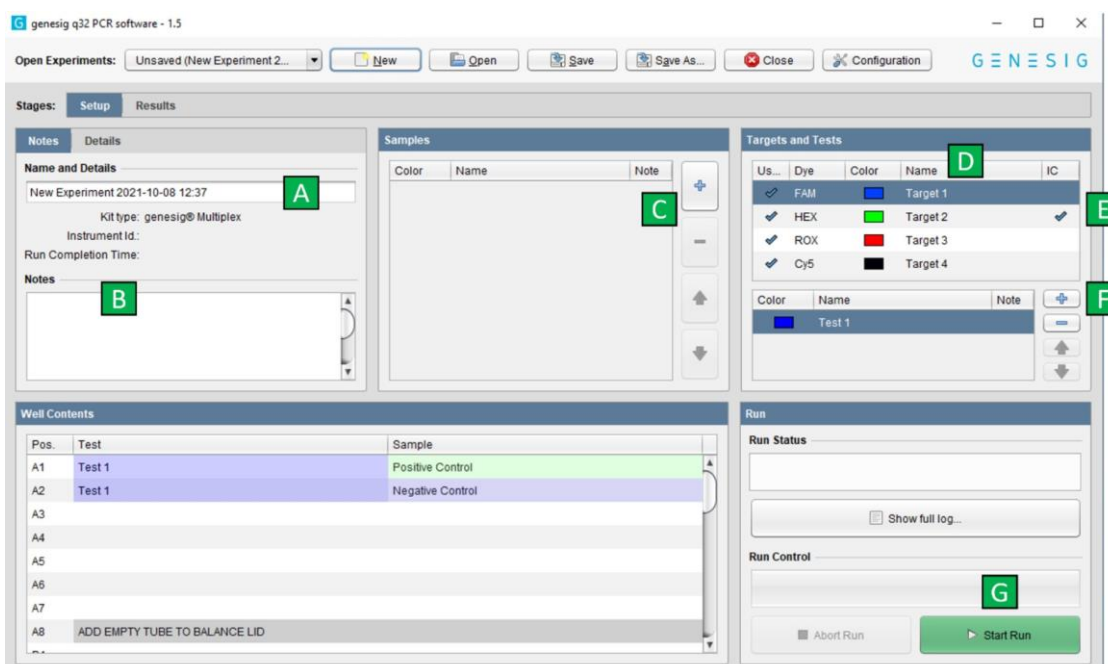 genesig q32 PCR software - 1.5
Open Experiments: Unsaved (New Experiment 2... New Open Save Save As... Close Configuration GENESIG
Stages: Setup Results
Notes Details
Name and Details
New Experiment 2021-10-08 12:37 A
Kit type: genesig® Multiplex
Instrument Id.:
Run Completion Time:
Notes
B
Samples
Color Name Note
C
Targets and Tests
D
Us... Dye Color Name IC
FAM Target 1
HEX Target 2 E
ROX Target 3
Cy5 Target 4
Color Name Note F
Test 1
Well Contents
Pos. Test Sample
A1 Test 1 Positive Control
A2 Test 1 Negative Control
A3
A4
A5
A6
A7
A8 ADD EMPTY TUBE TO BALANCE LID
Run
Run Status
Show full log...
Run Control
G
Abort Run Start Run